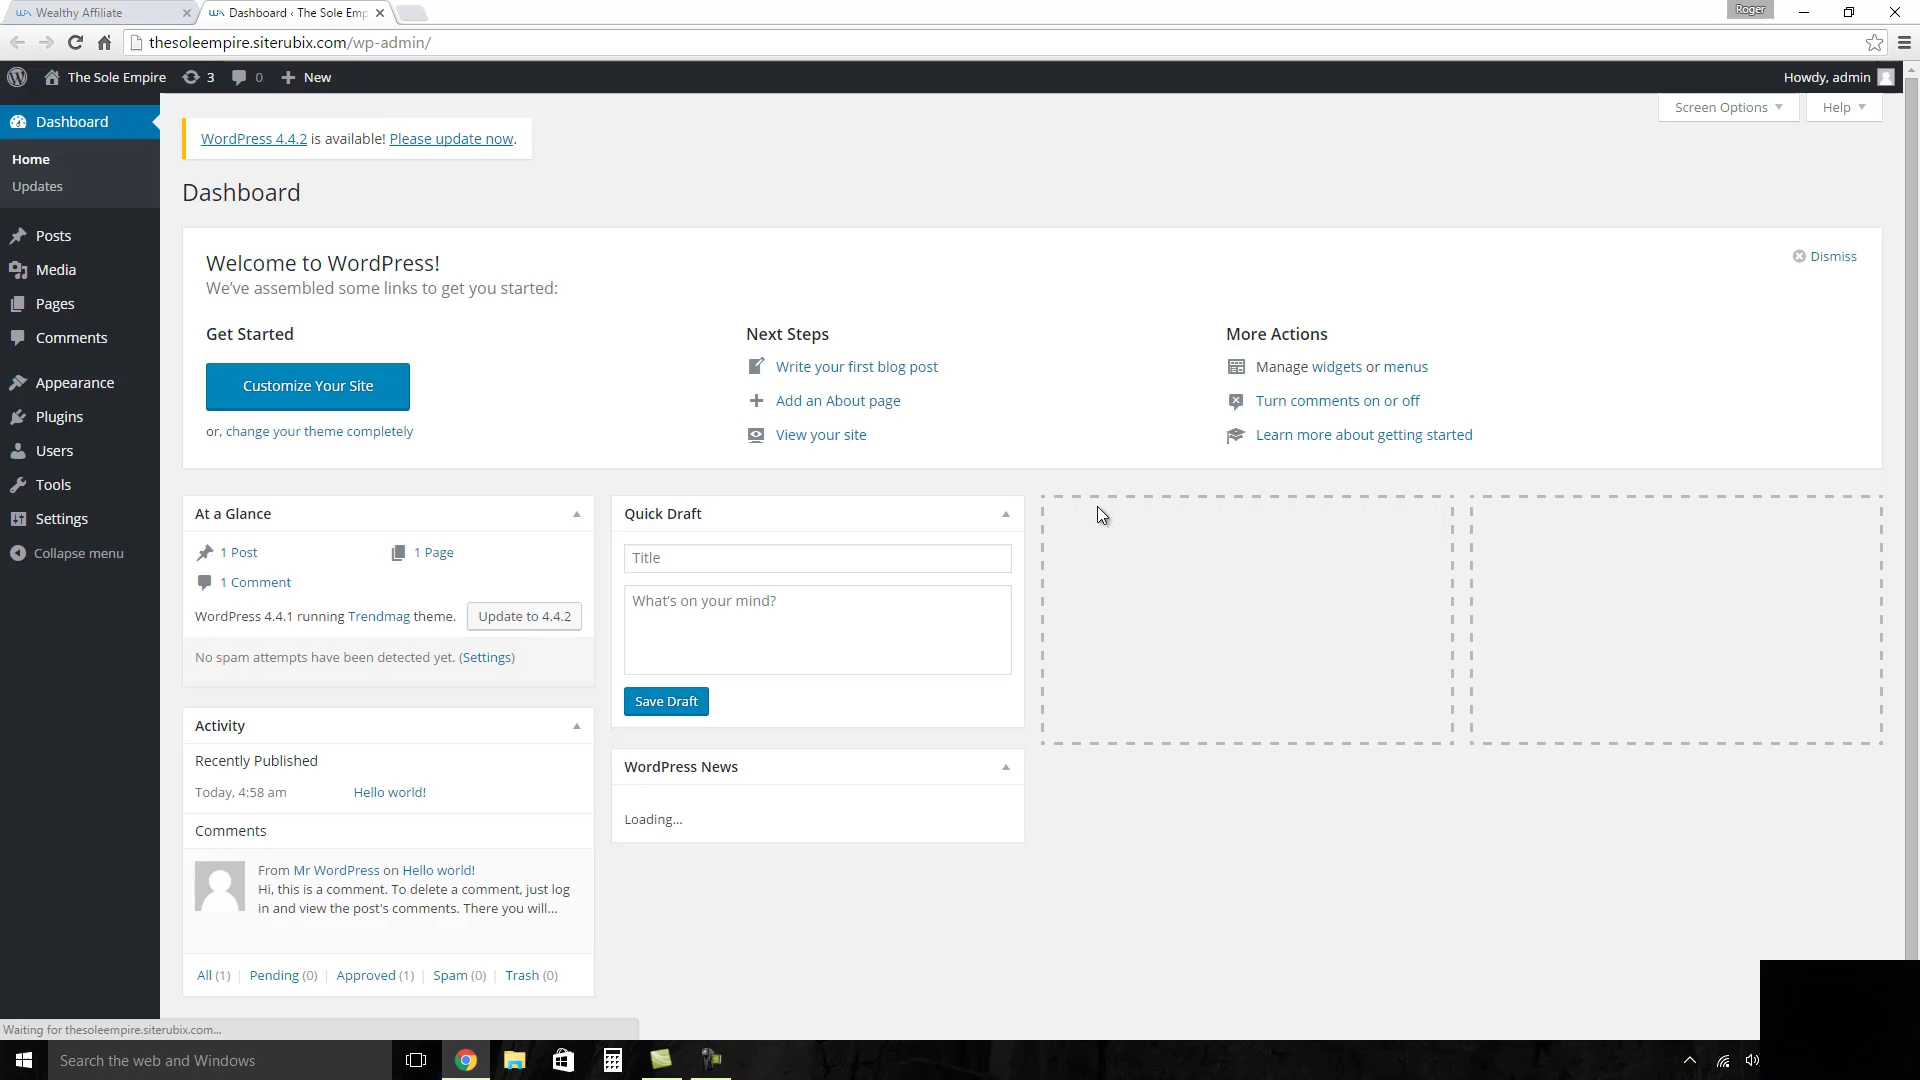 Wealthy Affiliate
Dashboard ‹ The Sole Emp
Roger
thesoleempire.siterubix.com/wp-admin/
The Sole Empire
3
0
New
Howdy, admin
Dashboard
Home
Updates
Posts
Media
Pages
Comments
Appearance
Plugins
Users
Tools
Settings
Collapse menu
Screen Options
Help
WordPress 4.4.2 is available! Please update now.
Dashboard
Welcome to WordPress!
We've assembled some links to get you started:
Dismiss
Get Started
Customize Your Site
or, change your theme completely
Next Steps
Write your first blog post
Add an About page
View your site
More Actions
Manage widgets or menus
Turn comments on or off
Learn more about getting started
At a Glance
1 Post
1 Page
1 Comment
WordPress 4.4.1 running Trendmag theme.
Update to 4.4.2
No spam attempts have been detected yet. (Settings)
Activity
Recently Published
Today, 4:58 am
Hello world!
Comments
From Mr WordPress on Hello world!
Hi, this is a comment. To delete a comment, just log
in and view the post's comments. There you will...
All (1) | Pending (0) | Approved (1) | Spam (0) | Trash (0)
Quick Draft
Title
What's on your mind?
Save Draft
WordPress News
Loading...
Waiting for thesoleempire.siterubix.com...
Search the web and Windows